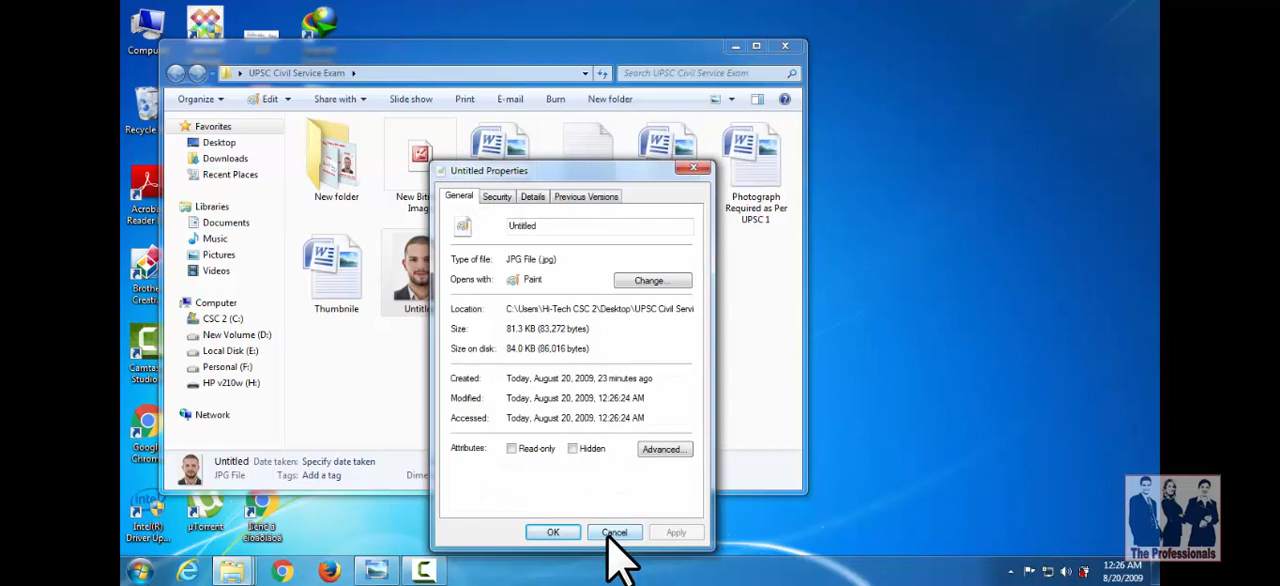 Comput
UPSC Civil Service Exam
Search UPSC Civil Service Exam
Organize
Edit
Share with
Slide show
Print
E-mail
Burn
New folder
Recycle
Favorites
Desktop
Downloads
Recent Places
Libraries
Documents
Music
Pictures
Videos
Computer
CSC 2 (C:)
New Volume (D:)
Local Disk (E:)
Personal (F:)
HP v210w (H:)
Network
Acroba
Reader
Brothe
Creati
Camtas
Studio
Googl
Chrom
New folder
New Bit
Imag
Photograph
Required as Per
UPSC 1
Thumbnile
Untitle
Untitled Properties
General
Security
Details
Previous Versions
Untitled
Type of file: JPG File (.jpg)
Opens with: Paint
Change...
Location: C:\Users\Hi-Tech CSC 2\Desktop\UPSC Civil Servi
Size: 81.3 KB (83,272 bytes)
Size on disk: 84.0 KB (86,016 bytes)
Created: Today, August 20, 2009, 23 minutes ago
Modified: Today, August 20, 2009, 12:26:24 AM
Accessed: Today, August 20, 2009, 12:26:24 AM
Attributes: Read-only Hidden Advanced...
OK Cancel Apply
Untitled Date taken: Specify date taken
JPG File Tags: Add a tag Dime
Intel(R)
Driver Up...
µTorrent
The Professionals
12:26 AM
8/20/2009